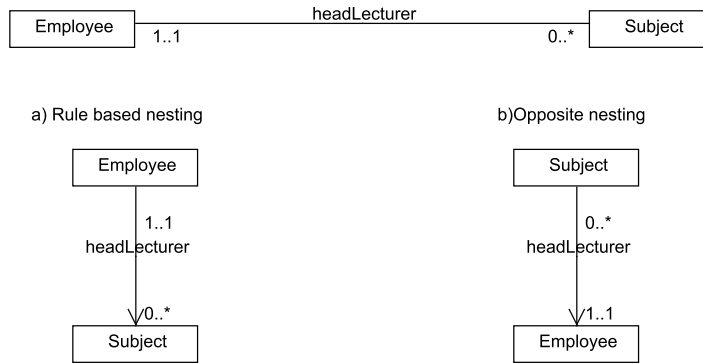 headLecturer
Employee
Subject
1..1
0..*
a) Rule based nesting
b)Opposite nesting
Employee
Subject
1..1
0..*
headLecturer
headLecturer
0..*
1..1
Subject
Employee